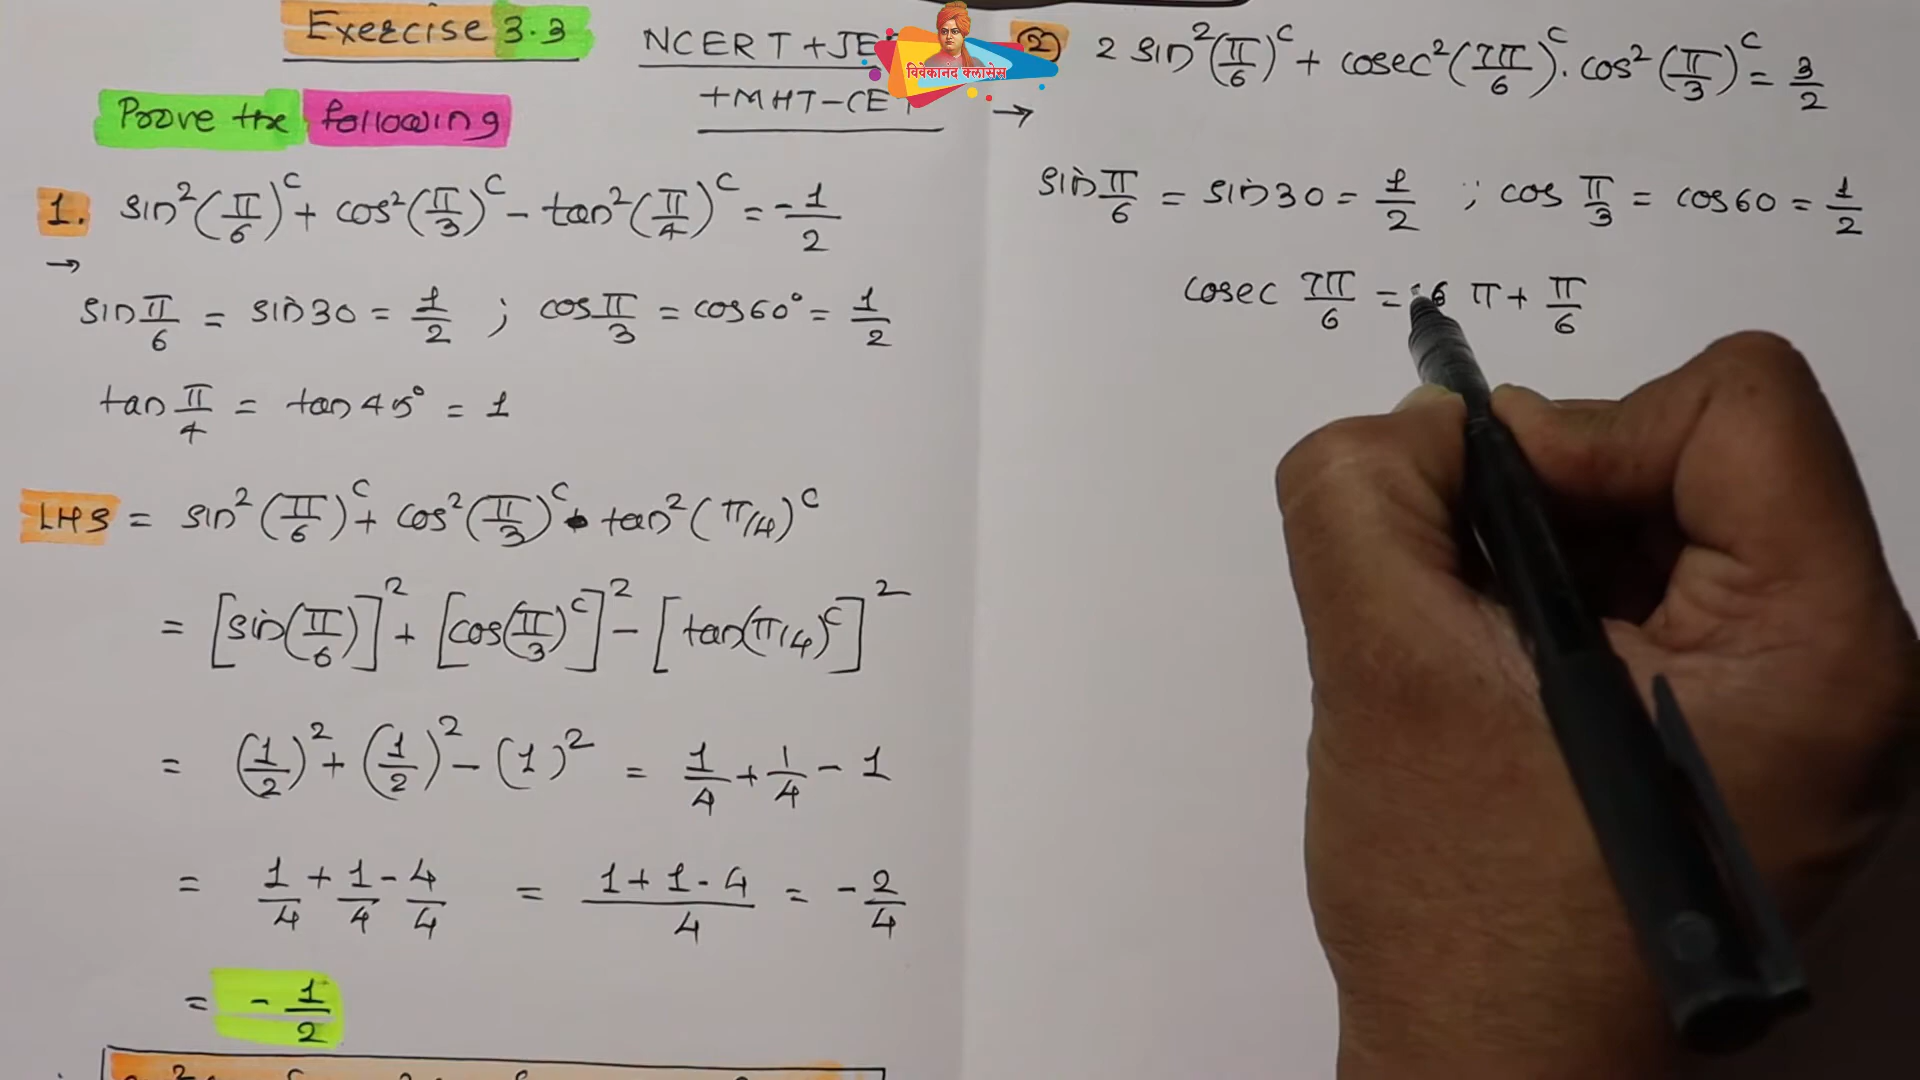 Exercise 3.3
NCERT + JE
+MHT-CET
Prove the following
1. sin²(π/6)ᶜ + cos²(π/3)ᶜ - tan²(π/4)ᶜ = -1/2
→
sin π/6 = sin 30 = 1/2 ; cos π/3 = cos 60° = 1/2
tan π/4 = tan 45° = 1
LHS = sin²(π/6)ᶜ + cos²(π/3)ᶜ - tan²(π/4)ᶜ
= [sin(π/6)]² + [cos(π/3)ᶜ]² - [tan(π/4)ᶜ]²
= (1/2)² + (1/2)² - (1)² = 1/4 + 1/4 - 1
= 1/4 + 1/4 - 4/4 = (1+1-4)/4 = -2/4
= -1/2
विवेकानंद क्लासेस
② 2 sin²(π/6)ᶜ + cosec²(7π/6)ᶜ . cos²(π/3)ᶜ = 3/2
→
sin π/6 = sin 30 = 1/2 ; cos π/3 = cos 60 = 1/2
cosec 7π/6 = π + π/6